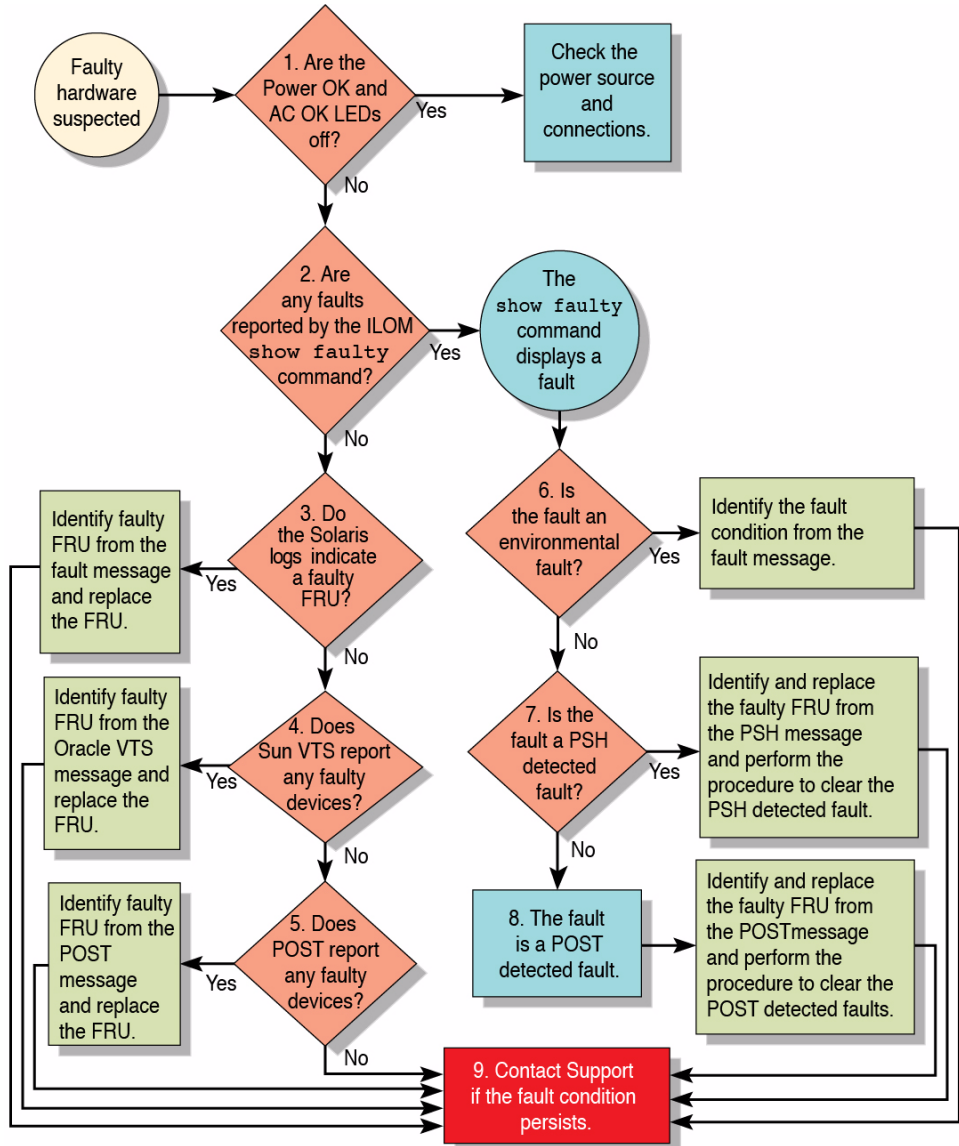 Faulty
hardware
suspected
1. Are the
Power OK and
AC OK LEDs
off?
Yes
Check the
power source
and
connections.
No
2. Are
any faults
reported by the ILOM
show faulty
command?
Yes
The
show faulty
command
displays a
fault
No
3. Do
the Solaris
logs indicate
a faulty
FRU?
Yes
Identify faulty
FRU from the
fault message
and replace
the FRU.
No
4. Does
Sun VTS report
any faulty
devices?
Yes
Identify faulty
FRU from the
Oracle VTS
message and
replace the
FRU.
No
5. Does
POST report
any faulty
devices?
Yes
Identify faulty
FRU from the
POST
message
and replace
the FRU.
No
6. Is
the fault an
environmental
fault?
Yes
Identify the fault
condition from the
fault message.
No
7. Is the
fault a PSH
detected
fault?
Yes
Identify and replace
the faulty FRU from
the PSH message
and perform the
procedure to clear the
PSH detected fault.
No
8. The fault
is a POST
detected fault.
Identify and replace
the faulty FRU from
the POSTmessage
and perform the
procedure to clear the
POST detected faults.
9. Contact Support
if the fault condition
persists.